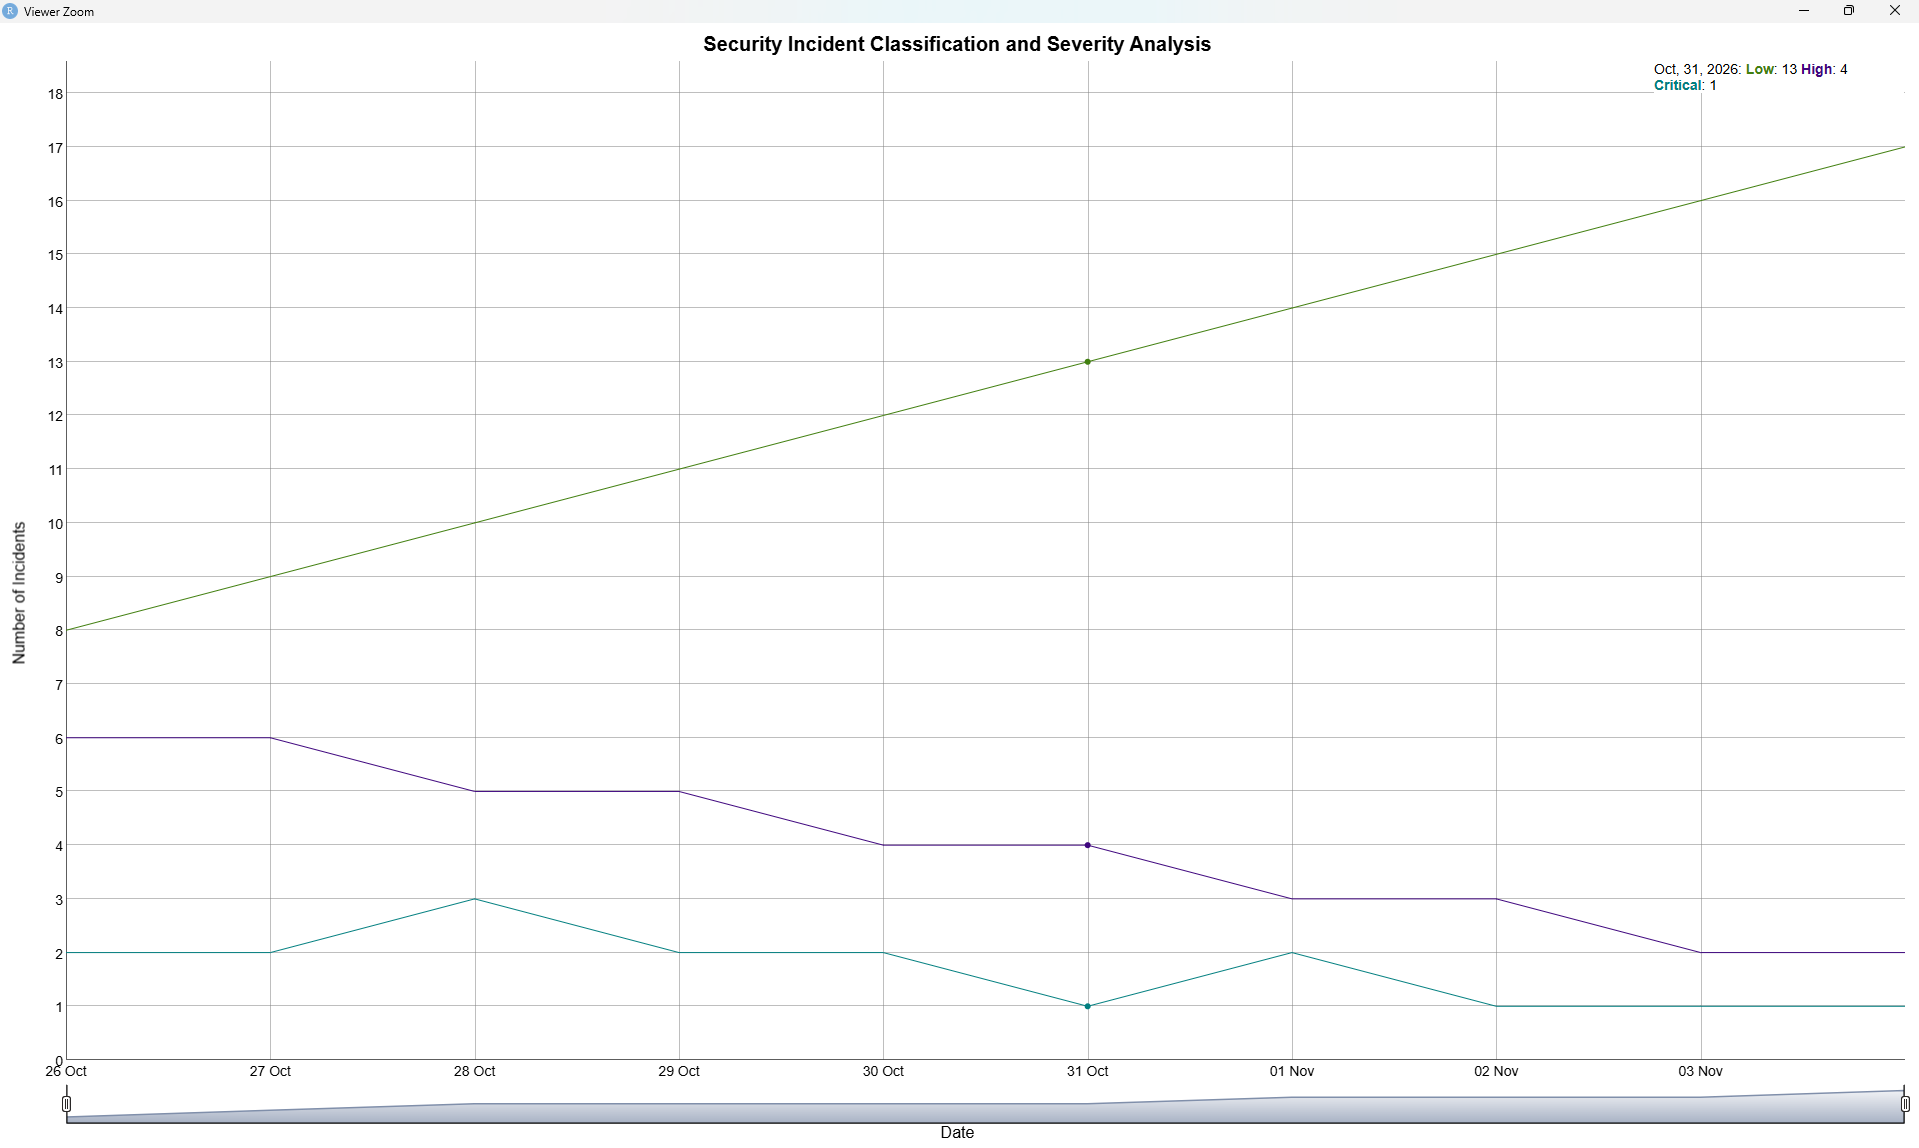 R Viewer Zoom
Security Incident Classification and Severity Analysis
Oct, 31, 2026: Low: 13 High: 4
Critical: 1
18
17
16
15
14
13
12
11
10
9
8
7
6
5
4
3
2
1
0
Number of Incidents
26 Oct 27 Oct 28 Oct 29 Oct 30 Oct 31 Oct 01 Nov 02 Nov 03 Nov
Date